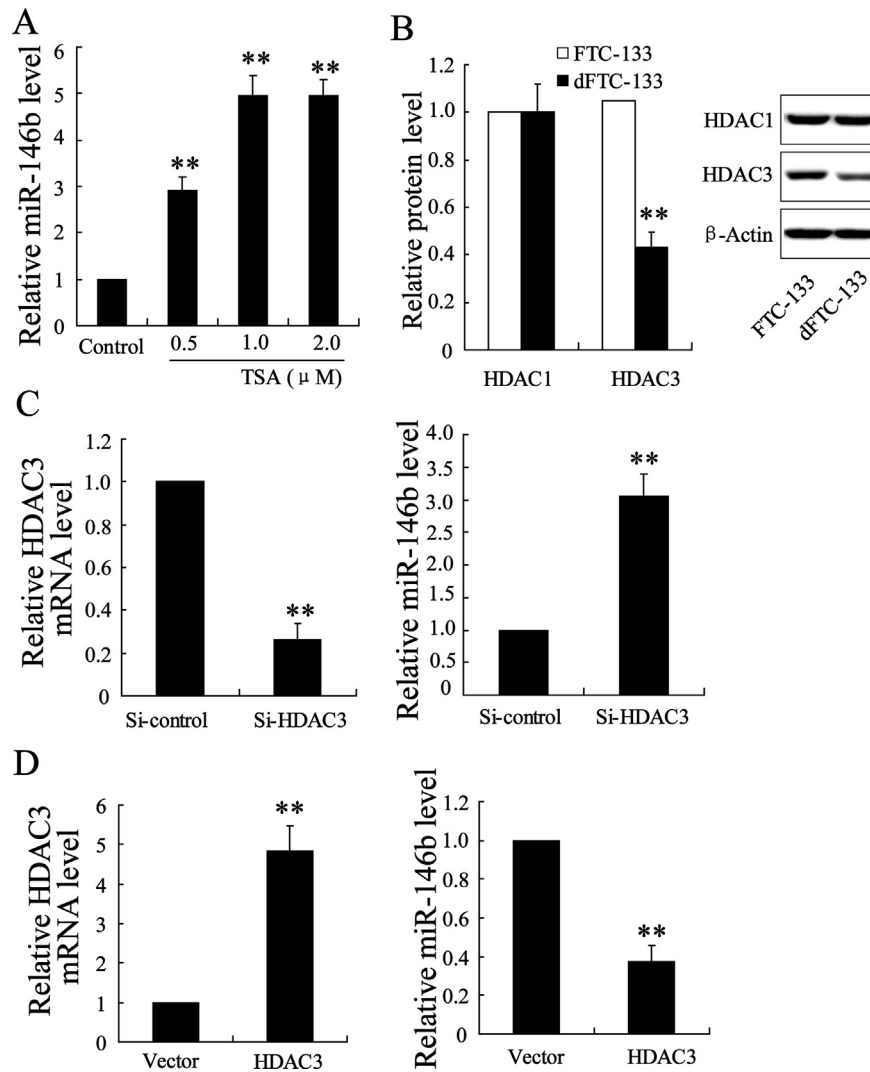 A
Relative miR-146b level
6
5
4
3
2
1
0
**
**
**
Control
0.5
1.0
2.0
TSA ( μ M)
B
FTC-133
dFTC-133
Relative protein level
1.2
1.0
0.8
0.6
0.4
0.2
0
**
HDAC1
HDAC3
HDAC1
HDAC3
β-Actin
FTC-133
dFTC-133
C
Relative HDAC3
mRNA level
1.2
1.0
0.8
0.6
0.4
0.2
0
**
Si-control
Si-HDAC3
Relative miR-146b level
4.0
3.5
3.0
2.5
2.0
1.5
1.0
0.5
0
**
Si-control
Si-HDAC3
D
Relative HDAC3
mRNA level
6
5
4
3
2
1
0
**
Vector
HDAC3
Relative miR-146b level
1.2
1.0
0.8
0.6
0.4
0.2
0
**
Vector
HDAC3